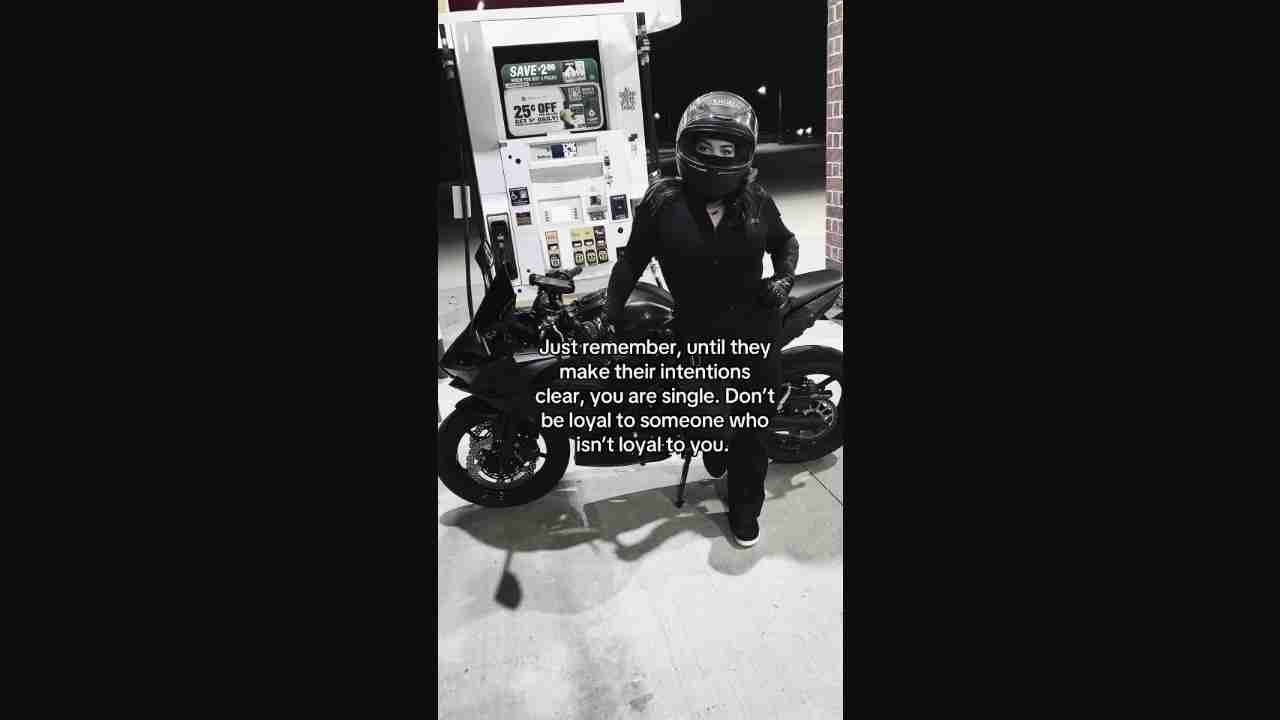 SAVE $2.00
25¢ OFF
Just remember, until they
make their intentions
clear, you are single. Don’t
be loyal to someone who
isn’t loyal to you.